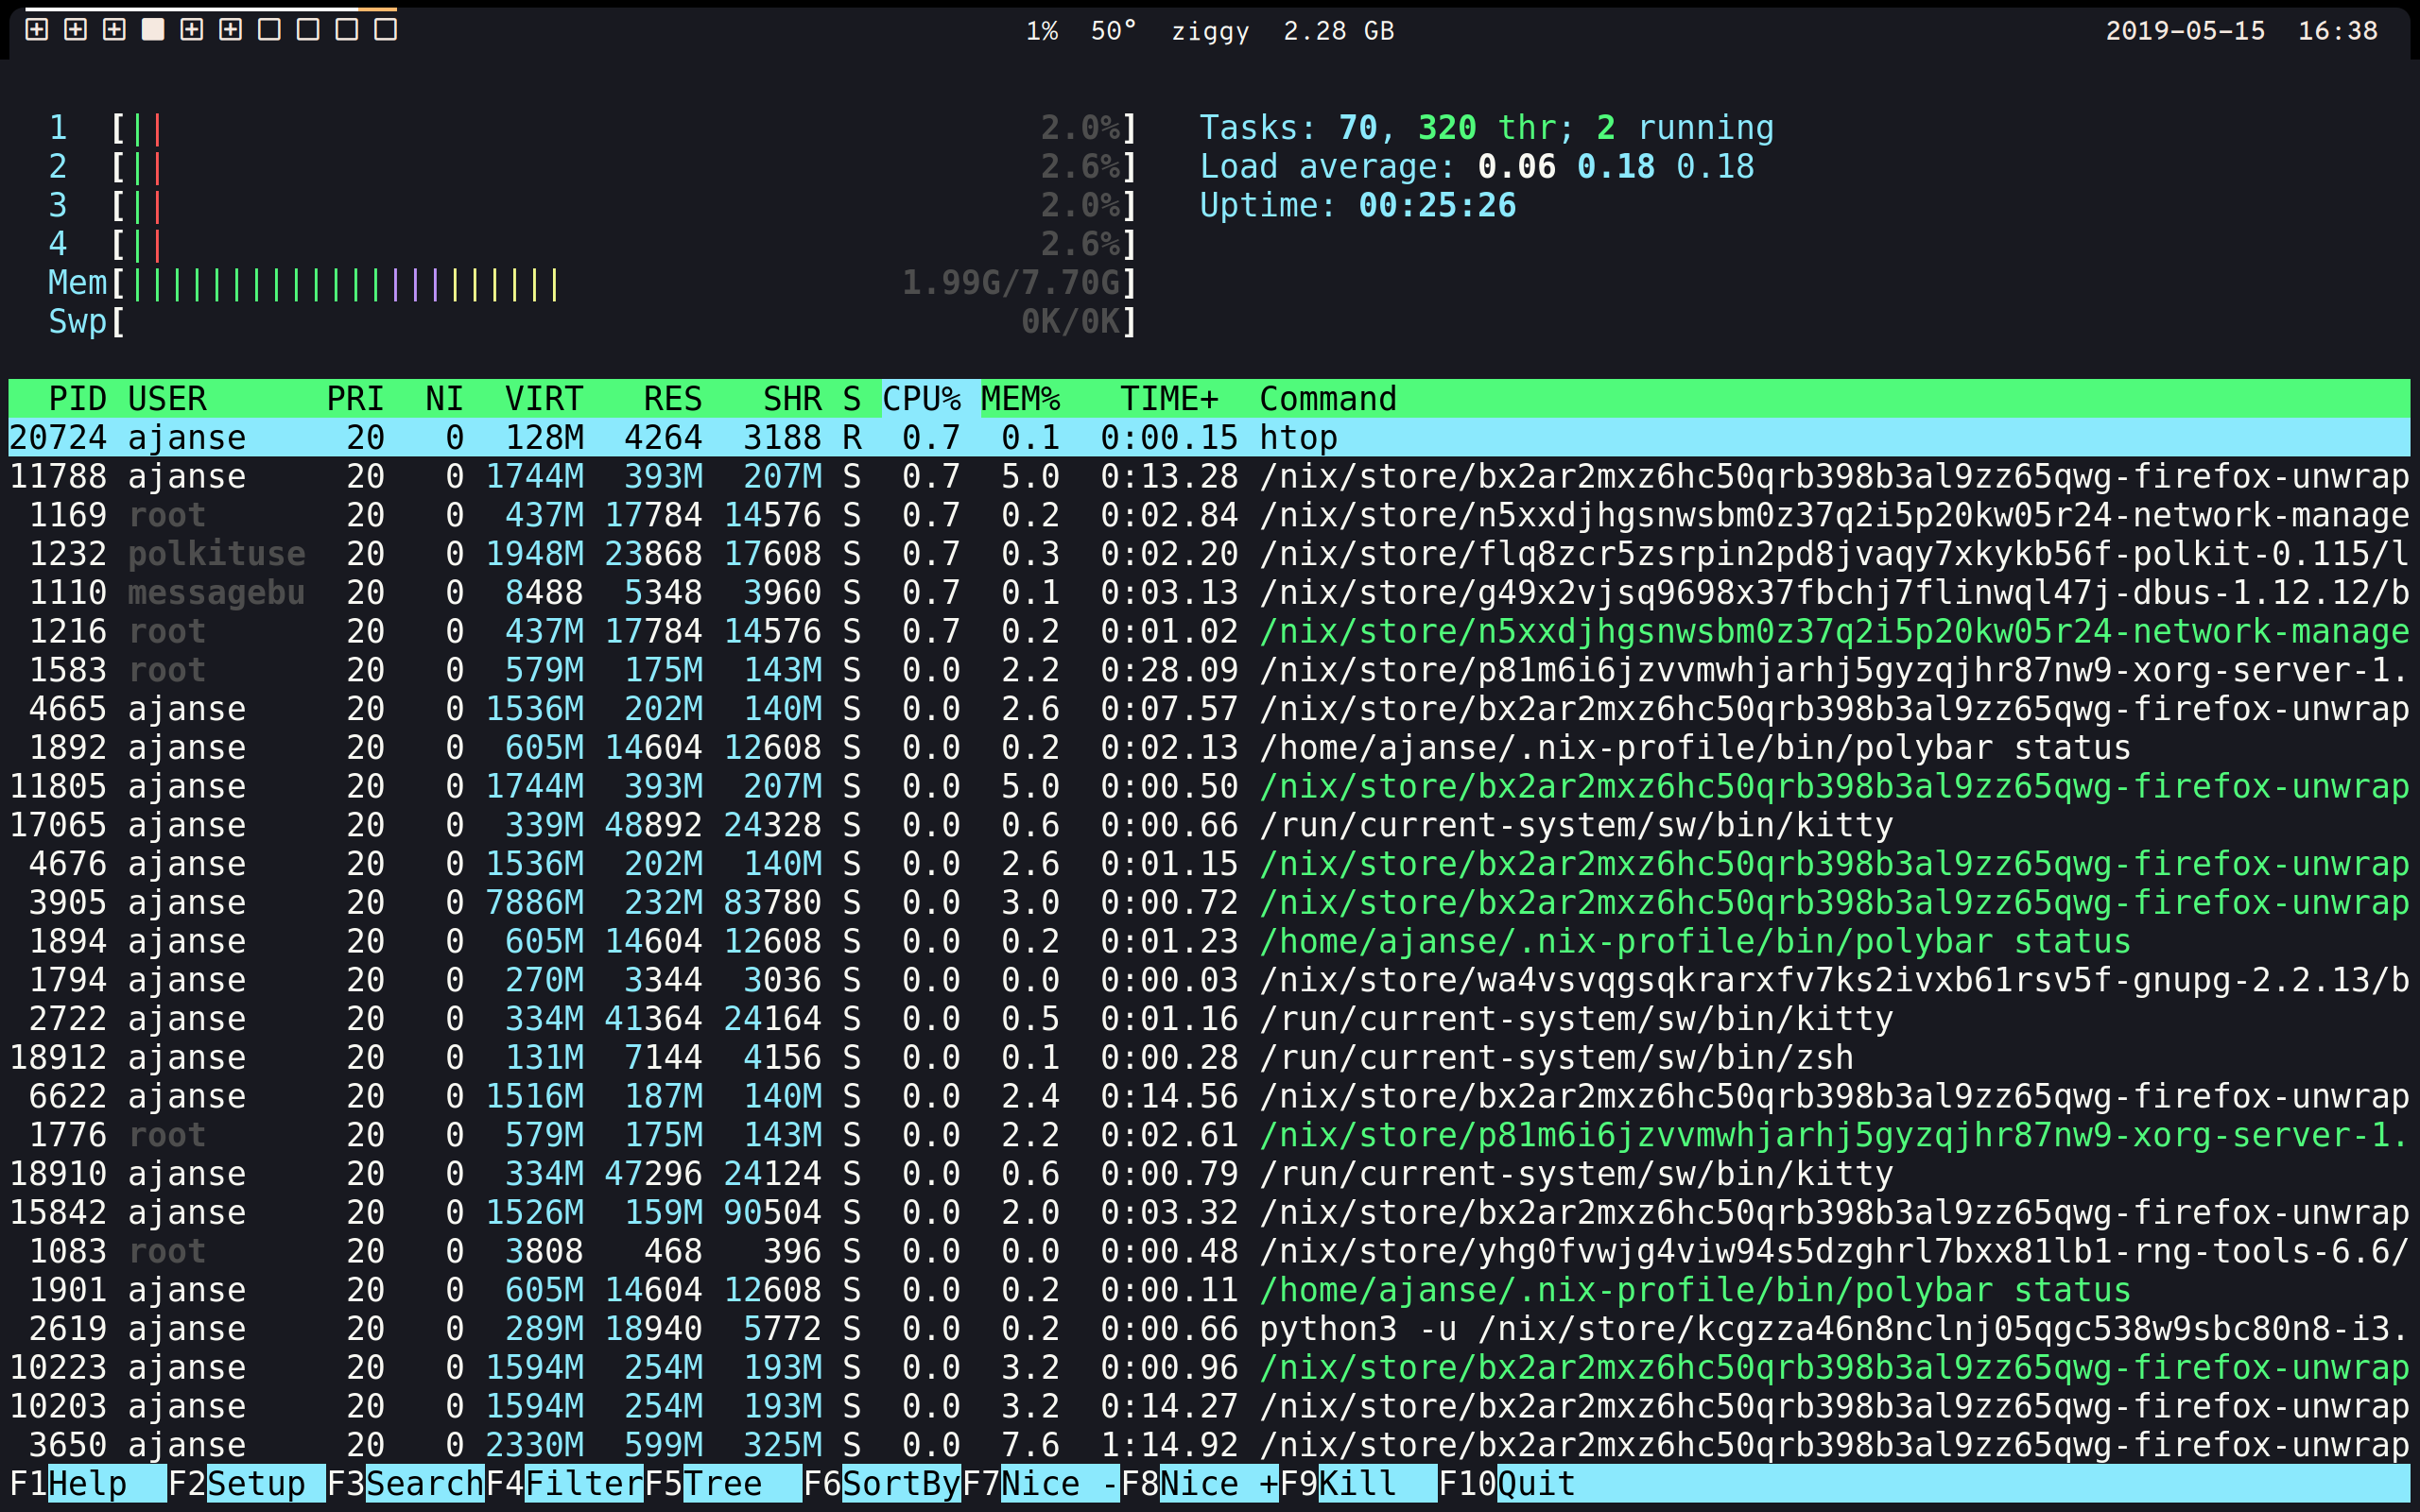 1% 50° ziggy 2.28 GB 2019-05-15 16:38
1 [|| 2.0%] Tasks: 70, 320 thr; 2 running
2 [|| 2.6%] Load average: 0.06 0.18 0.18
3 [|| 2.0%] Uptime: 00:25:26
4 [|| 2.6%]
Mem[|||||||||||||||||||||| 1.99G/7.70G]
Swp[ 0K/0K]
PID USER PRI NI VIRT RES SHR S CPU% MEM% TIME+ Command
20724 ajanse 20 0 128M 4264 3188 R 0.7 0.1 0:00.15 htop
11788 ajanse 20 0 1744M 393M 207M S 0.7 5.0 0:13.28 /nix/store/bx2ar2mxz6hc50qrb398b3al9zz65qwg-firefox-unwrap
1169 root 20 0 437M 17784 14576 S 0.7 0.2 0:02.84 /nix/store/n5xxdjhgsnwsbm0z37q2i5p20kw05r24-network-manage
1232 polkituse 20 0 1948M 23868 17608 S 0.7 0.3 0:02.20 /nix/store/flq8zcr5zsrpin2pd8jvaqy7xkykb56f-polkit-0.115/l
1110 messagebu 20 0 8488 5348 3960 S 0.7 0.1 0:03.13 /nix/store/g49x2vjsq9698x37fbchj7flinwql47j-dbus-1.12.12/b
1216 root 20 0 437M 17784 14576 S 0.7 0.2 0:01.02 /nix/store/n5xxdjhgsnwsbm0z37q2i5p20kw05r24-network-manage
1583 root 20 0 579M 175M 143M S 0.0 2.2 0:28.09 /nix/store/p81m6i6jzvvmwhjarhj5gyzqjhr87nw9-xorg-server-1.
4665 ajanse 20 0 1536M 202M 140M S 0.0 2.6 0:07.57 /nix/store/bx2ar2mxz6hc50qrb398b3al9zz65qwg-firefox-unwrap
1892 ajanse 20 0 605M 14604 12608 S 0.0 0.2 0:02.13 /home/ajanse/.nix-profile/bin/polybar status
11805 ajanse 20 0 1744M 393M 207M S 0.0 5.0 0:00.50 /nix/store/bx2ar2mxz6hc50qrb398b3al9zz65qwg-firefox-unwrap
17065 ajanse 20 0 339M 48892 24328 S 0.0 0.6 0:00.66 /run/current-system/sw/bin/kitty
4676 ajanse 20 0 1536M 202M 140M S 0.0 2.6 0:01.15 /nix/store/bx2ar2mxz6hc50qrb398b3al9zz65qwg-firefox-unwrap
3905 ajanse 20 0 7886M 232M 83780 S 0.0 3.0 0:00.72 /nix/store/bx2ar2mxz6hc50qrb398b3al9zz65qwg-firefox-unwrap
1894 ajanse 20 0 605M 14604 12608 S 0.0 0.2 0:01.23 /home/ajanse/.nix-profile/bin/polybar status
1794 ajanse 20 0 270M 3344 3036 S 0.0 0.0 0:00.03 /nix/store/wa4vsvqgsqkrarxfv7ks2ivxb61rsv5f-gnupg-2.2.13/b
2722 ajanse 20 0 334M 41364 24164 S 0.0 0.5 0:01.16 /run/current-system/sw/bin/kitty
18912 ajanse 20 0 131M 7144 4156 S 0.0 0.1 0:00.28 /run/current-system/sw/bin/zsh
6622 ajanse 20 0 1516M 187M 140M S 0.0 2.4 0:14.56 /nix/store/bx2ar2mxz6hc50qrb398b3al9zz65qwg-firefox-unwrap
1776 root 20 0 579M 175M 143M S 0.0 2.2 0:02.61 /nix/store/p81m6i6jzvvmwhjarhj5gyzqjhr87nw9-xorg-server-1.
18910 ajanse 20 0 334M 47296 24124 S 0.0 0.6 0:00.79 /run/current-system/sw/bin/kitty
15842 ajanse 20 0 1526M 159M 90504 S 0.0 2.0 0:03.32 /nix/store/bx2ar2mxz6hc50qrb398b3al9zz65qwg-firefox-unwrap
1083 root 20 0 3808 468 396 S 0.0 0.0 0:00.48 /nix/store/yhg0fvwjg4viw94s5dzghrl7bxx81lb1-rng-tools-6.6/
1901 ajanse 20 0 605M 14604 12608 S 0.0 0.2 0:00.11 /home/ajanse/.nix-profile/bin/polybar status
2619 ajanse 20 0 289M 18940 5772 S 0.0 0.2 0:00.66 python3 -u /nix/store/kcgzza46n8nclnj05qgc538w9sbc80n8-i3.
10223 ajanse 20 0 1594M 254M 193M S 0.0 3.2 0:00.96 /nix/store/bx2ar2mxz6hc50qrb398b3al9zz65qwg-firefox-unwrap
10203 ajanse 20 0 1594M 254M 193M S 0.0 3.2 0:14.27 /nix/store/bx2ar2mxz6hc50qrb398b3al9zz65qwg-firefox-unwrap
3650 ajanse 20 0 2330M 599M 325M S 0.0 7.6 1:14.92 /nix/store/bx2ar2mxz6hc50qrb398b3al9zz65qwg-firefox-unwrap
F1Help F2Setup F3SearchF4FilterF5Tree F6SortByF7Nice -F8Nice +F9Kill F10Quit